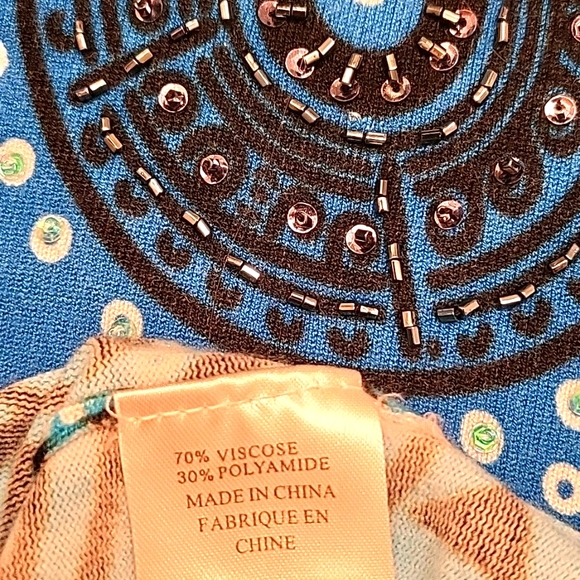 70% VISCOSE
30% POLYAMIDE
MADE IN CHINA
FABRIQUE EN
CHINE